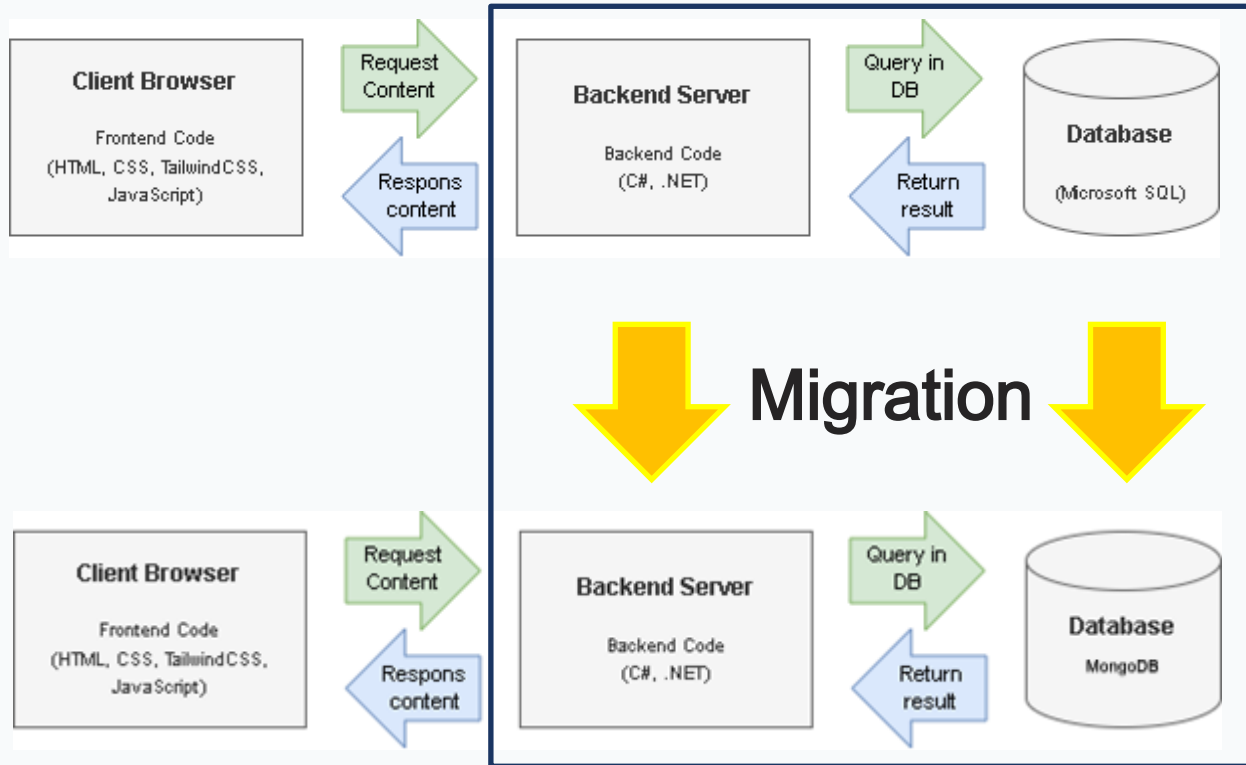 Client Browser
Frontend Code
(HTML, CSS, TailwindCSS,
JavaScript)
Request
Content
Respons
content
Backend Server
Backend Code
(C#, .NET)
Query in
DB
Return
result
Database
(Microsoft SQL)
Migration
Client Browser
Frontend Code
(HTML, CSS, TailwindCSS,
JavaScript)
Request
Content
Respons
content
Backend Server
Backend Code
(C#, .NET)
Query in
DB
Return
result
Database
MongoDB